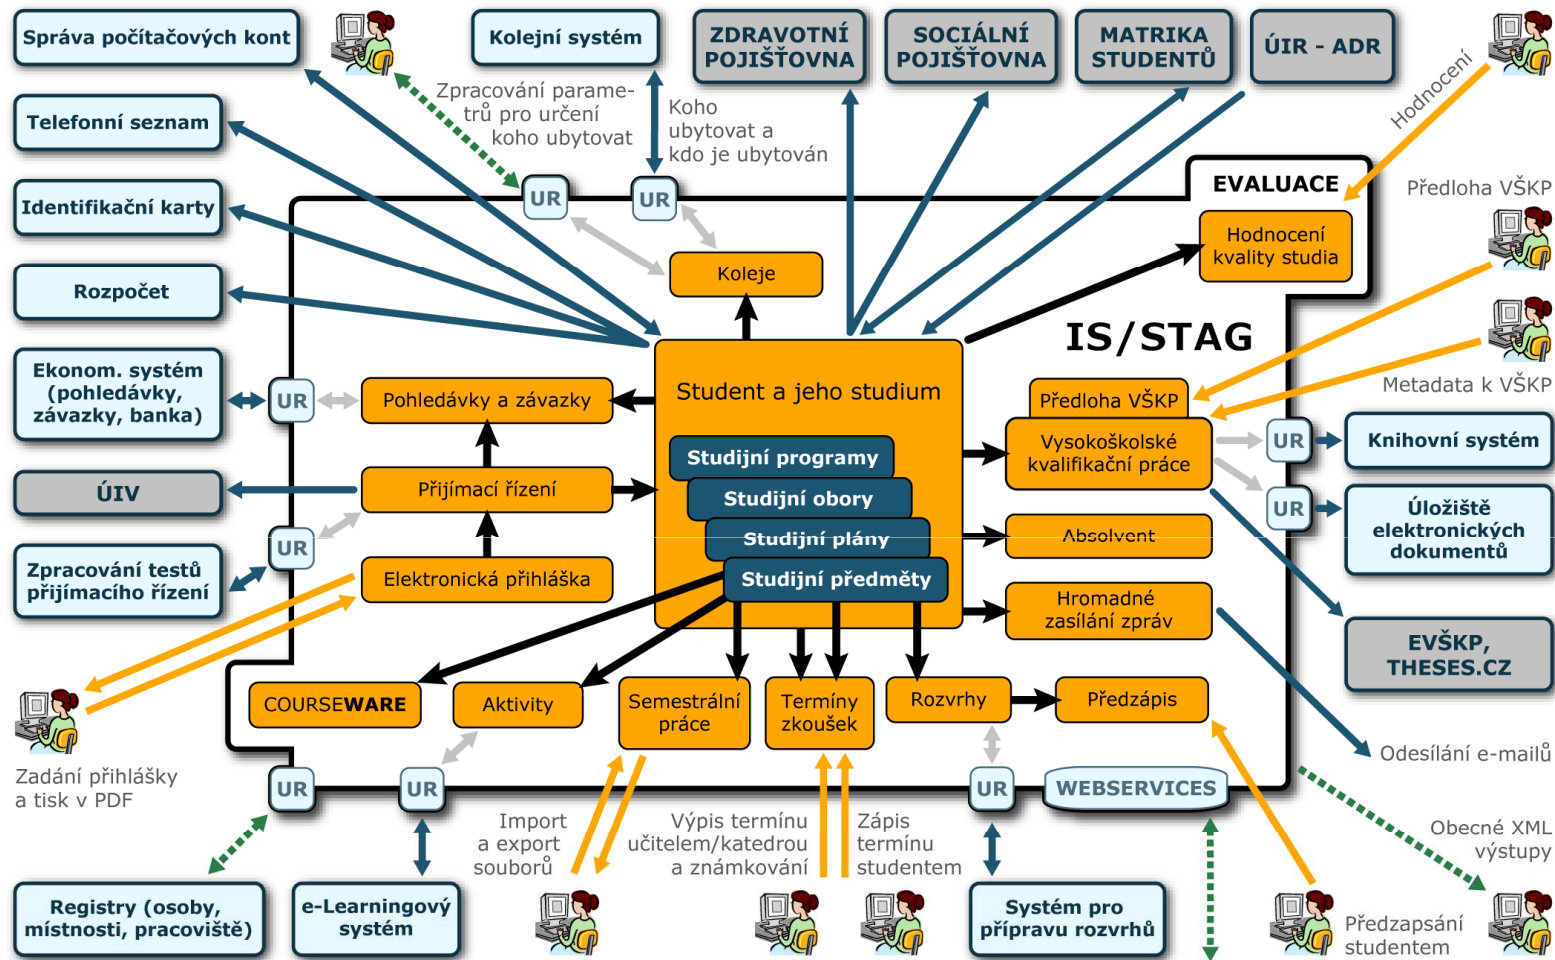 Správa počítačových kont
Kolejní systém
ZDRAVOTNÍ
POJIŠŤOVNA
SOCIÁLNÍ
POJIŠŤOVNA
MATRIKA
STUDENTŮ
ÚIR - ADR
Hodnocení
Zpracování parame-
trů pro určení
koho ubytovat
Koho
ubytovat a
kdo je ubytován
Telefonní seznam
Identifikační karty
Rozpočet
UR
UR
EVALUACE
Hodnocení
kvality studia
Předloha VŠKP
Koleje
IS/STAG
Metadata k VŠKP
Ekonom. systém
(pohledávky,
závazky, banka)
UR
Pohledávky a závazky
Student a jeho studium
Předloha VŠKP
Vysokoškolské
kvalifikační práce
UR
Knihovní systém
Studijní programy
Studijní obory
Studijní plány
Studijní předměty
ÚIV
Přijímací řízení
UR
Úložiště
elektronických
dokumentů
Absolvent
UR
Zpracování testů
přijímacího řízení
Elektronická přihláška
Hromadné
zasílání zpráv
EVŠKP,
THESES.CZ
COURSEWARE
Aktivity
Semestrální
práce
Termíny
zkoušek
Rozvrhy
Předzápis
Zadání přihlášky
a tisk v PDF
Odesílání e-mailů
UR
UR
UR
WEBSERVICES
Import
a export
souborů
Výpis termínu
učitelem/katedrou
a známkování
Zápis
termínu
studentem
Obecné XML
výstupy
Registry (osoby,
místnosti, pracoviště)
e-Learningový
systém
Systém pro
přípravu rozvrhů
Předzapsání
studentem